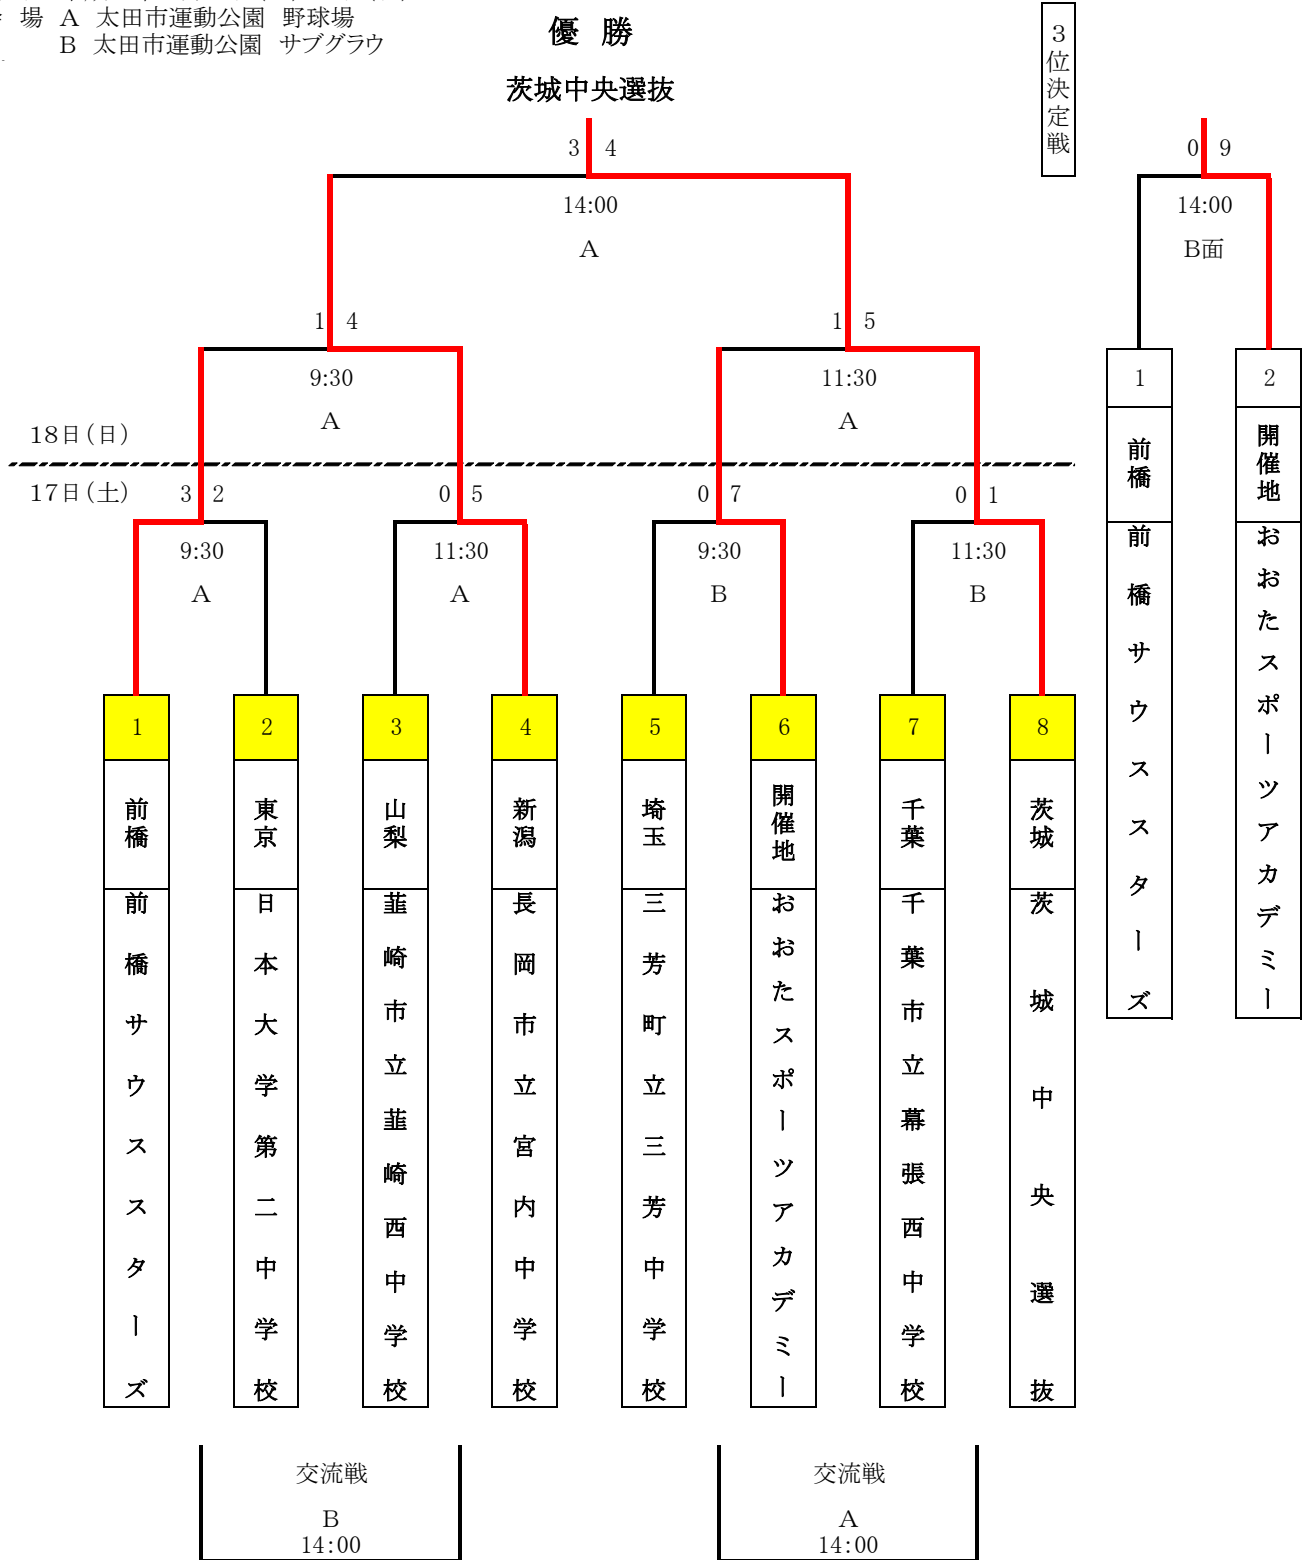 場 A 太田市運動公園 野球場
B 太田市運動公園 サブグラウ
優 勝
茨城中央選抜
3位決定戦
3 4
14:00
A
0 9
14:00
B面
1 4
9:30
A
1 5
11:30
A
1
前橋
前橋サウススターズ
2
開催地
おおたスポーツアカデミー
18日(日)
17日(土)
3 2
9:30
A
0 5
11:30
A
0 7
9:30
B
0 1
11:30
B
1
前橋
前橋サウススターズ
2
東京
日本大学第二中学校
3
山梨
韮崎市立韮崎西中学校
4
新潟
長岡市立宮内中学校
5
埼玉
三芳町立三芳中学校
6
開催地
おおたスポーツアカデミー
7
千葉
千葉市立幕張西中学校
8
茨城
茨城中央選抜
交流戦
B
14:00
交流戦
A
14:00